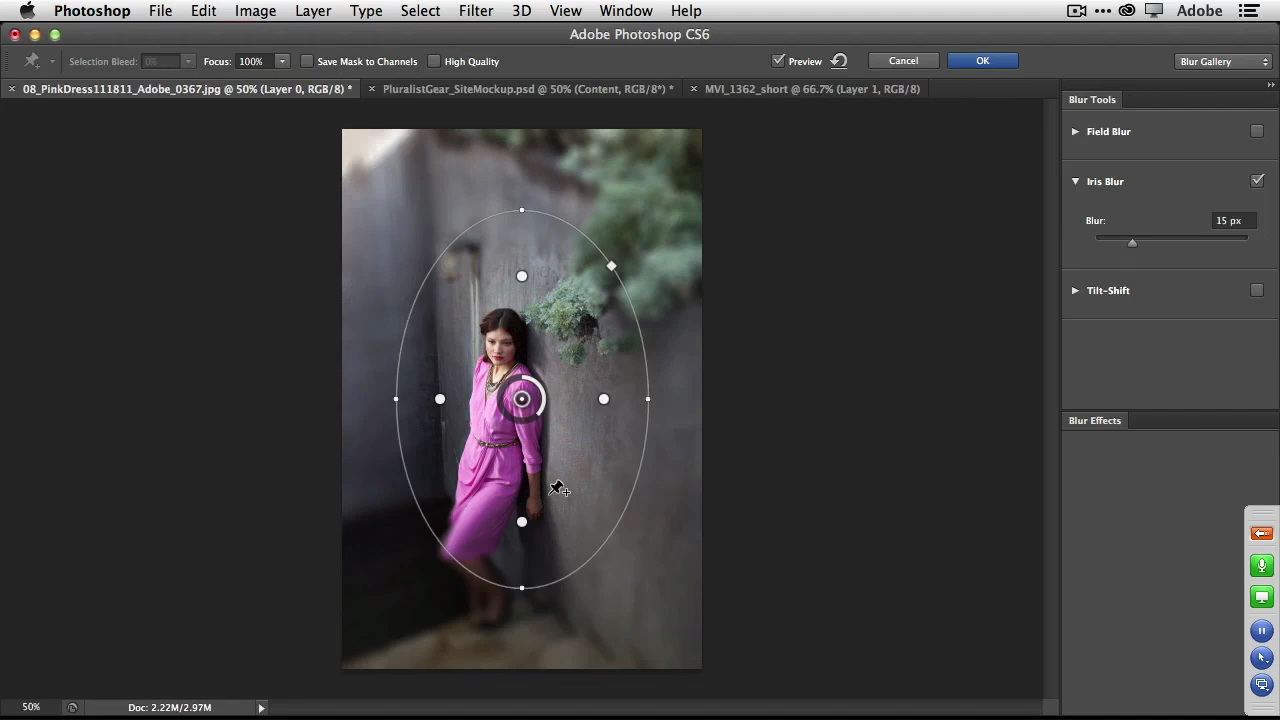 Photoshop File Edit Image Layer Type Select Filter 3D View Window Help Adobe
Adobe Photoshop CS6
Selection Bleed: 0% Focus: 100% Save Mask to Channels High Quality Preview Cancel OK Blur Gallery
08_PinkDress111811_Adobe_0367.jpg @ 50% (Layer 0, RGB/8) * PluralistGear_SiteMockup.psd @ 50% (Content, RGB/8*) * MVI_1362_short @ 66.7% (Layer 1, RGB/8)
Blur Tools
Field Blur
Iris Blur
Blur: 15 px
Tilt-Shift
Blur Effects
50% Doc: 2.22M/2.97M